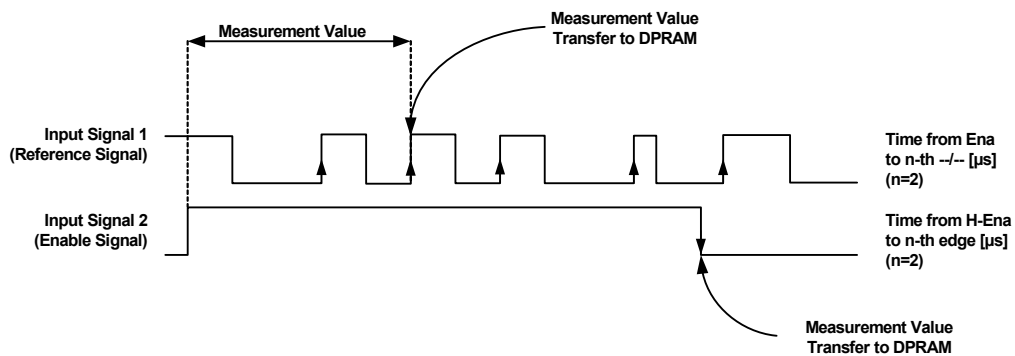 Measurement Value
Measurement Value
Transfer to DPRAM
Input Signal 1
(Reference Signal)
Time from Ena
to n-th --/-- [µs]
(n=2)
Input Signal 2
(Enable Signal)
Time from H-Ena
to n-th edge [µs]
(n=2)
Measurement Value
Transfer to DPRAM